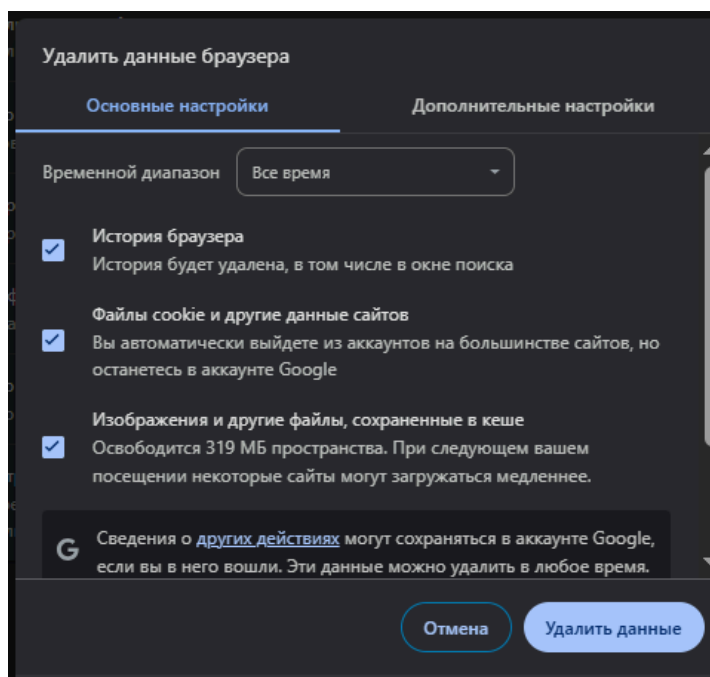 Удалить данные браузера
Основные настройки
Дополнительные настройки
Временной диапазон
Все время
История браузера
История будет удалена, в том числе в окне поиска
Файлы cookie и другие данные сайтов
Вы автоматически выйдете из аккаунтов на большинстве сайтов, но
останетесь в аккаунте Google
Изображения и другие файлы, сохраненные в кеше
Освободится 319 МБ пространства. При следующем вашем
посещении некоторые сайты могут загружаться медленнее.
G
Сведения о других действиях могут сохраняться в аккаунте Google,
если вы в него вошли. Эти данные можно удалить в любое время.
Отмена
Удалить данные